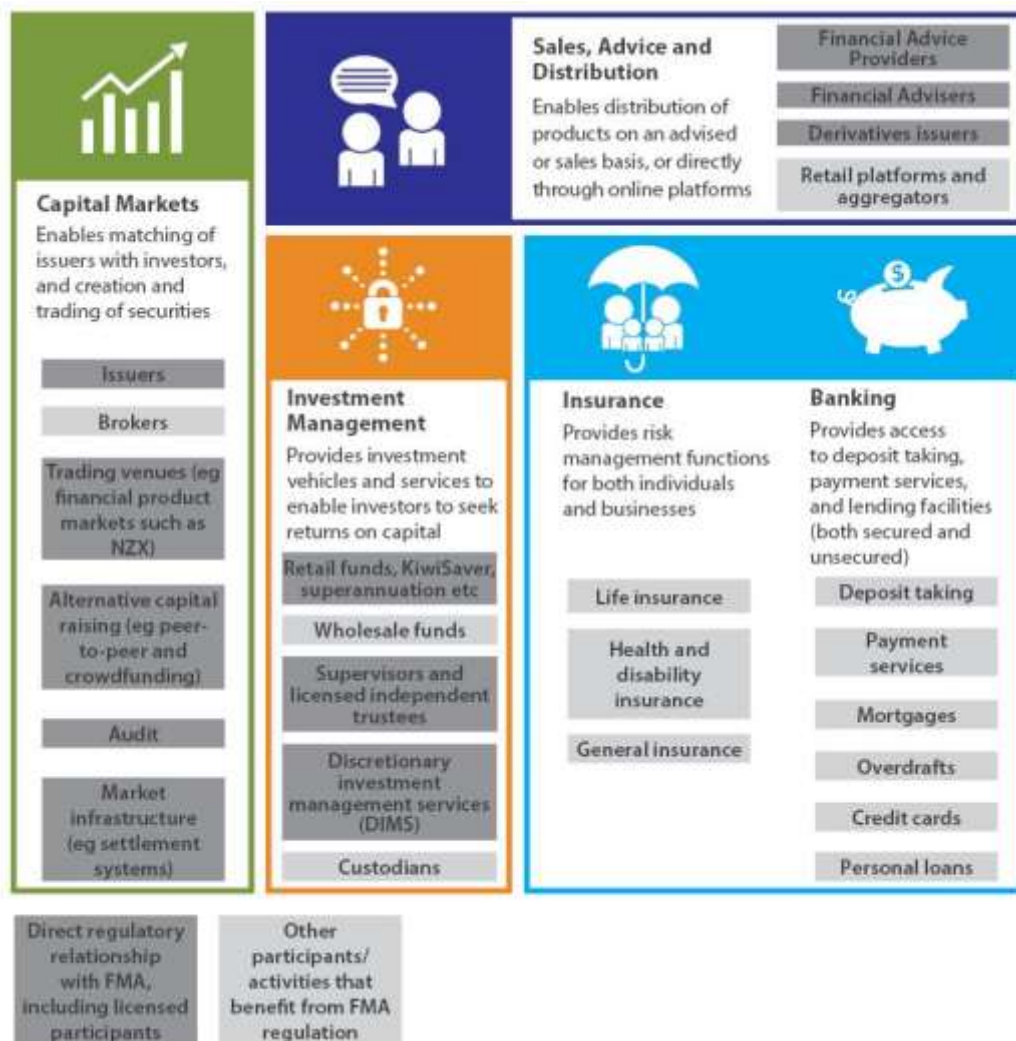 Capital Markets
Enables matching of
issuers with investors,
and creation and
trading of securities
Issuers
Brokers
Trading venues (eg
financial product
markets such as
NZX)
Alternative capital
raising (eg peer-
to-peer and
crowdfunding)
Audit
Market
infrastructure
(eg settlement
systems)
Sales, Advice and
Distribution
Enables distribution of
products on an advised
or sales basis, or directly
through online platforms
Financial Advice
Providers
Financial Advisers
Derivatives issuers
Retail platforms and
aggregators
Investment
Management
Provides investment
vehicles and services to
enable investors to seek
returns on capital
Retail funds, KiwiSaver,
superannuation etc
Wholesale funds
Supervisors and
licensed independent
trustees
Discretionary
investment
management services
(DIMS)
Custodians
Insurance
Provides risk
management functions
for both individuals
and businesses
Life insurance
Health and
disability
insurance
General insurance
$
Banking
Provides access
to deposit taking,
payment services,
and lending facilities
(both secured and
unsecured)
Deposit taking
Payment
services
Mortgages
Overdrafts
Credit cards
Personal loans
Direct regulatory
relationship
with FMA,
including licensed
participants
Other
participants/
activities that
benefit from FMA
regulation